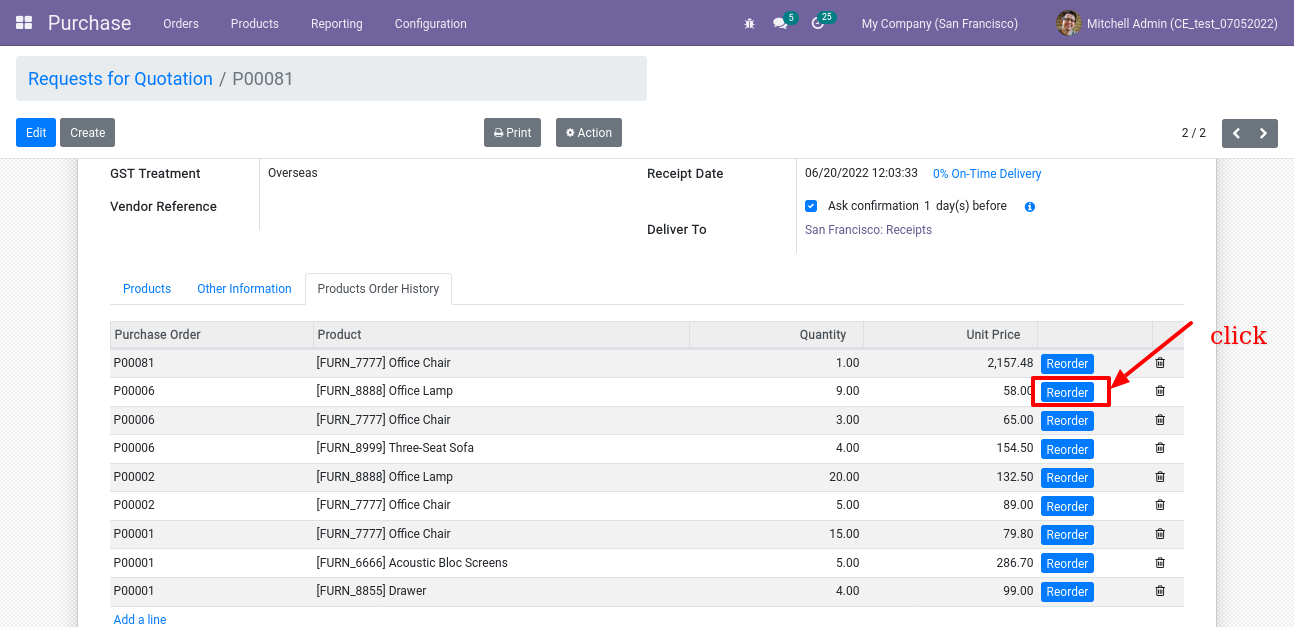 Purchase Orders Products Reporting Configuration 5 25 My Company (San Francisco) Mitchell Admin (CE_test_07052022)
Requests for Quotation / P00081
Edit Create Print Action 2 / 2
GST Treatment Overseas Receipt Date 06/20/2022 12:03:33 0% On-Time Delivery
Vendor Reference Ask confirmation 1 day(s) before
Deliver To San Francisco: Receipts
Products Other Information Products Order History
Purchase Order Product Quantity Unit Price
click
P00081 [FURN_7777] Office Chair 1.00 2,157.48 Reorder
P00006 [FURN_8888] Office Lamp 9.00 58.00 Reorder
P00006 [FURN_7777] Office Chair 3.00 65.00 Reorder
P00006 [FURN_8999] Three-Seat Sofa 4.00 154.50 Reorder
P00002 [FURN_8888] Office Lamp 20.00 132.50 Reorder
P00002 [FURN_7777] Office Chair 5.00 89.00 Reorder
P00001 [FURN_7777] Office Chair 15.00 79.80 Reorder
P00001 [FURN_6666] Acoustic Bloc Screens 5.00 286.70 Reorder
P00001 [FURN_8855] Drawer 4.00 99.00 Reorder
Add a line